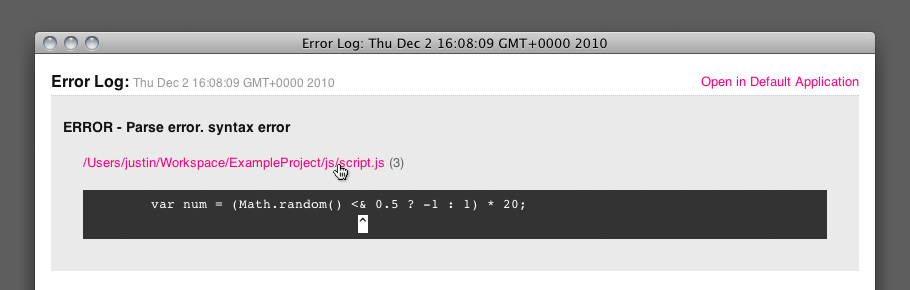 Error Log: Thu Dec 2 16:08:09 GMT+0000 2010
Error Log: Thu Dec 2 16:08:09 GMT+0000 2010 Open in Default Application
ERROR - Parse error. syntax error
/Users/justin/Workspace/ExampleProject/js/script.js (3)
var num = (Math.random() <& 0.5 ? -1 : 1) * 20;
^